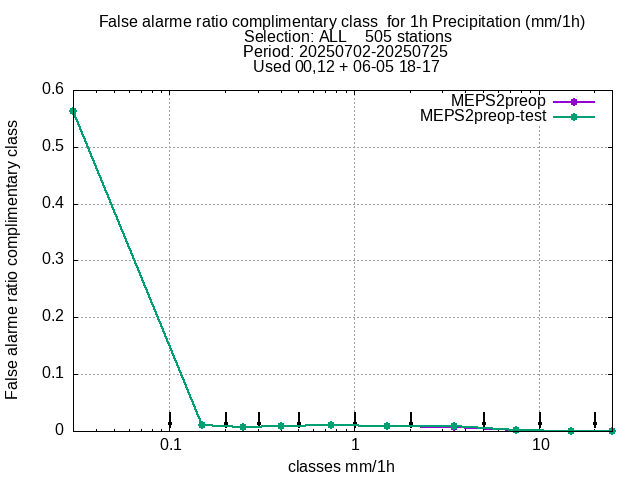 False alarme ratio complimentary class  for 1h Precipitation (mm/1h)
Selection: ALL    505 stations
Period: 20250702-20250725
Used 00,12 + 06-05 18-17
MEPS2preop
MEPS2preop-test
0.6
0.5
0.4
0.3
0.2
0.1
0
False alarme ratio complimentary class
0.1 1 10
classes mm/1h